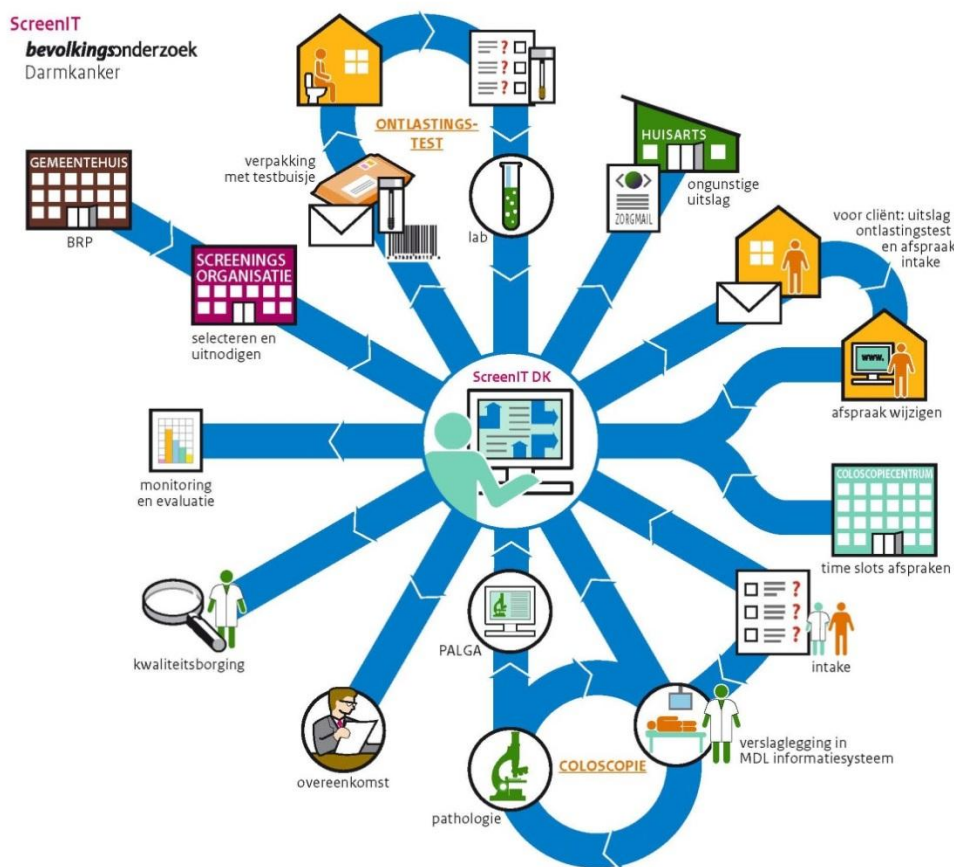 ScreenIT
bevolkingsonderzoek
Darmkanker
ONTLASTINGS-
TEST
GEMEENTEHUIS
BRP
SCREENINGS
ORGANISATIE
selecteren en
uitnodigen
verpakking
met testbuisje
lab
HUISARTS
ZORGMAIL
ongunstige
uitslag
voor cliënt: uitslag
ontlastingstest
en afspraak
intake
www.
afspraak wijzigen
COLOSCOPIECENTRUM
time slots afspraken
ScreenIT DK
monitoring
en evaluatie
kwaliteitsborging
overeenkomst
PALGA
pathologie
COLOSCOPIE
intake
verslaglegging in
MDL informatiesysteem
? 
?
?
?
?
?